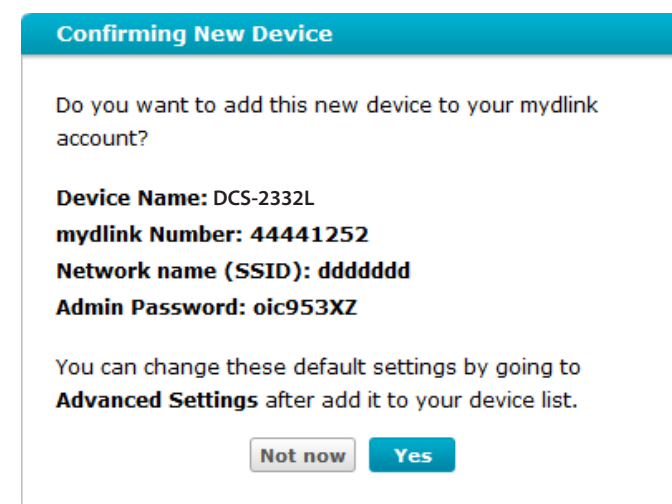 Confirming New Device
Do you want to add this new device to your mydlink
account?
Device Name: DCS-2332L
mydlink Number: 44441252
Network name (SSID): ddddddd
Admin Password: oic953XZ
You can change these default settings by going to
Advanced Settings after add it to your device list.
Not now Yes